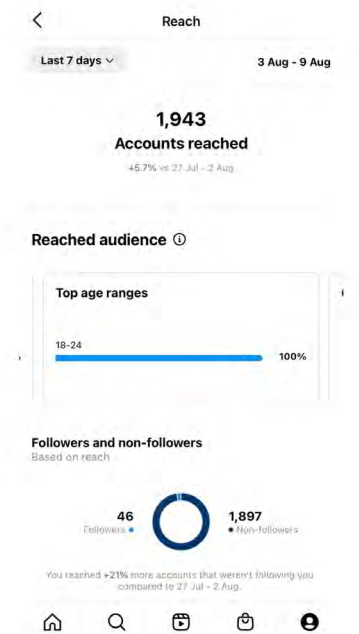 Reach
Last 7 days
3 Aug - 9 Aug
1,943
Accounts reached
+5.7% vs 27 Jul - 2 Aug
Reached audience
Top age ranges
18-24
100%
Followers and non-followers
Based on reach
46
Followers
1,897
Non-followers
You reached +21% more accounts that weren't following you
compared to 27 Jul - 2 Aug.